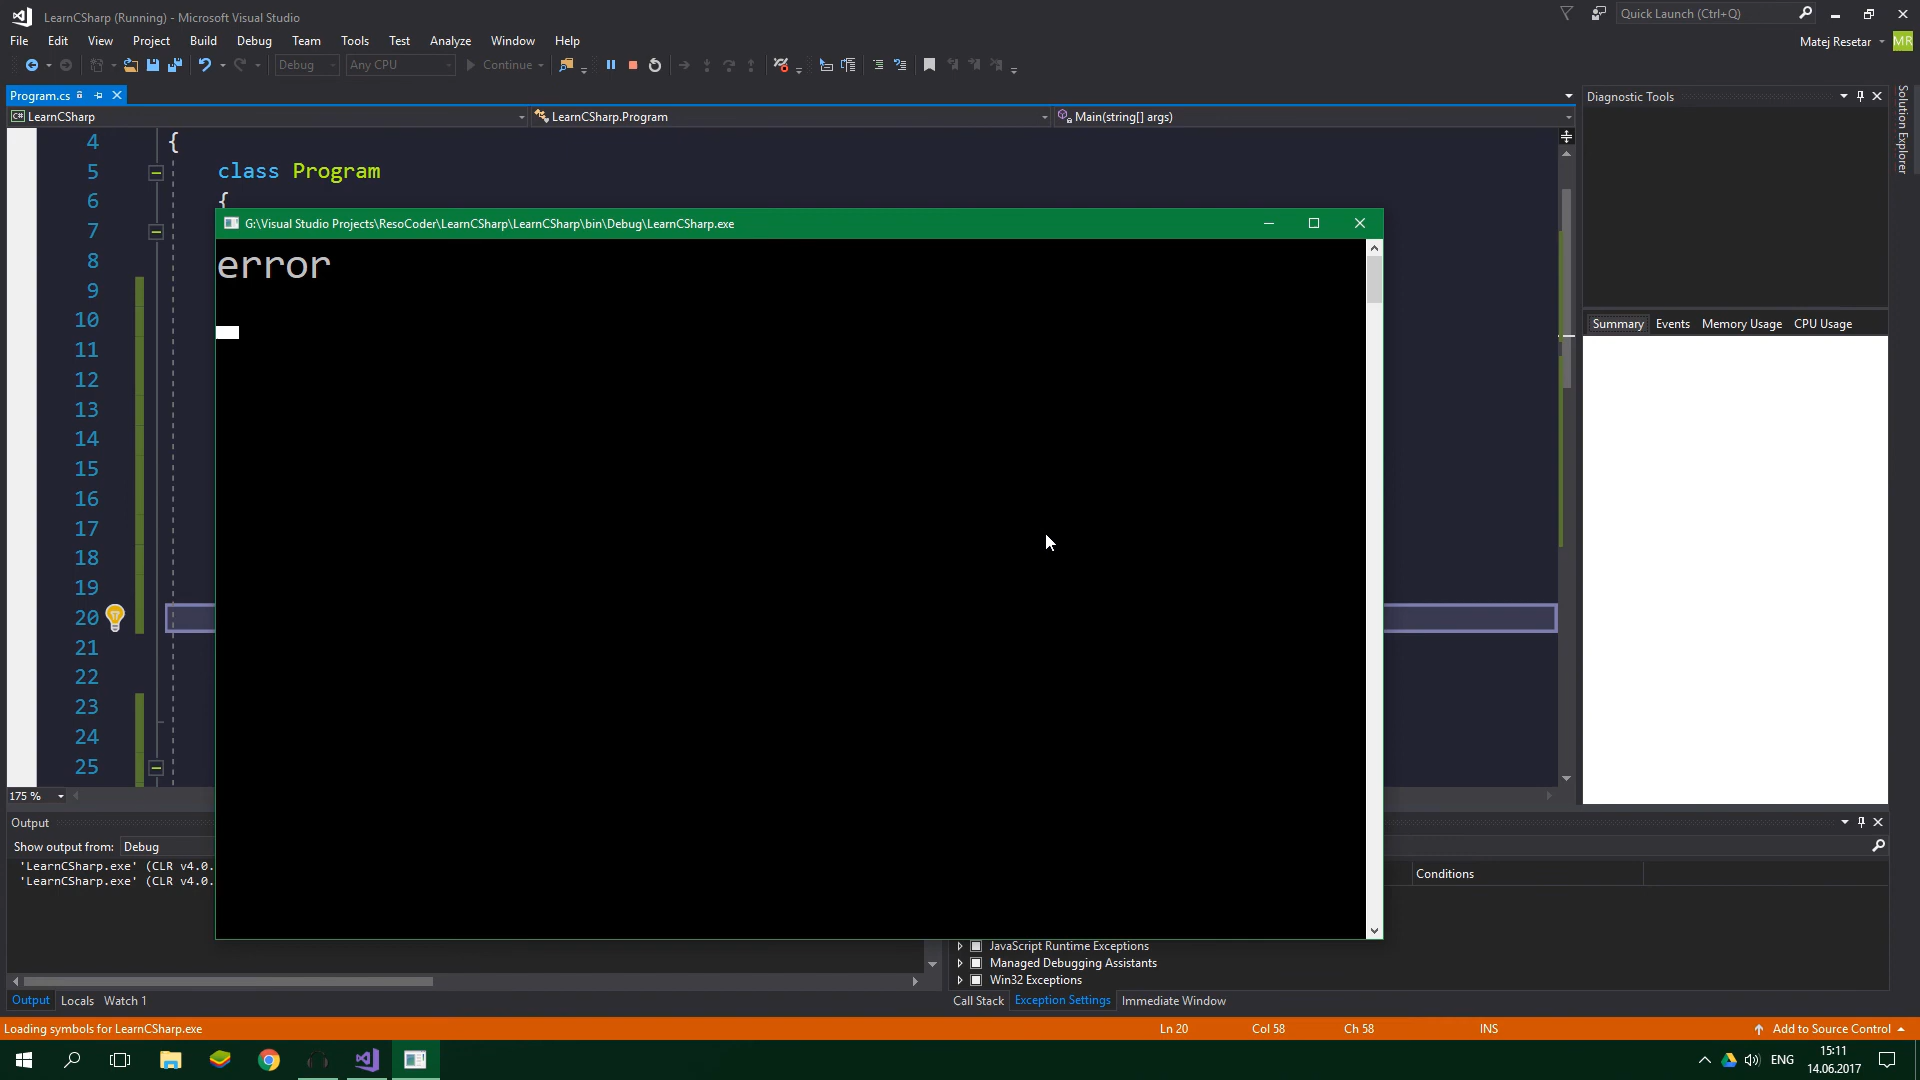 LearnCSharp (Running) - Microsoft Visual Studio
Quick Launch (Ctrl+Q)
File Edit View Project Build Debug Team Tools Test Analyze Window Help
Matej Resetar MR
Debug Any CPU Continue
Program.cs
Diagnostic Tools
Solution Explorer
C# LearnCSharp
LearnCSharp.Program
Main(string[] args)
4 {
5 class Program
6 {
7
8
9
10
11
12
13
14
15
16
17
18
19
20
21
22
23
24
25
G:\Visual Studio Projects\ResoCoder\LearnCSharp\LearnCSharp\bin\Debug\LearnCSharp.exe
error
Summary Events Memory Usage CPU Usage
175 %
Output
Show output from: Debug
'LearnCSharp.exe' (CLR v4.0.
'LearnCSharp.exe' (CLR v4.0.
Conditions
JavaScript Runtime Exceptions
Managed Debugging Assistants
Win32 Exceptions
Output Locals Watch 1
Call Stack Exception Settings Immediate Window
Loading symbols for LearnCSharp.exe
Ln 20 Col 58 Ch 58 INS
Add to Source Control
ENG
15:11
14.06.2017